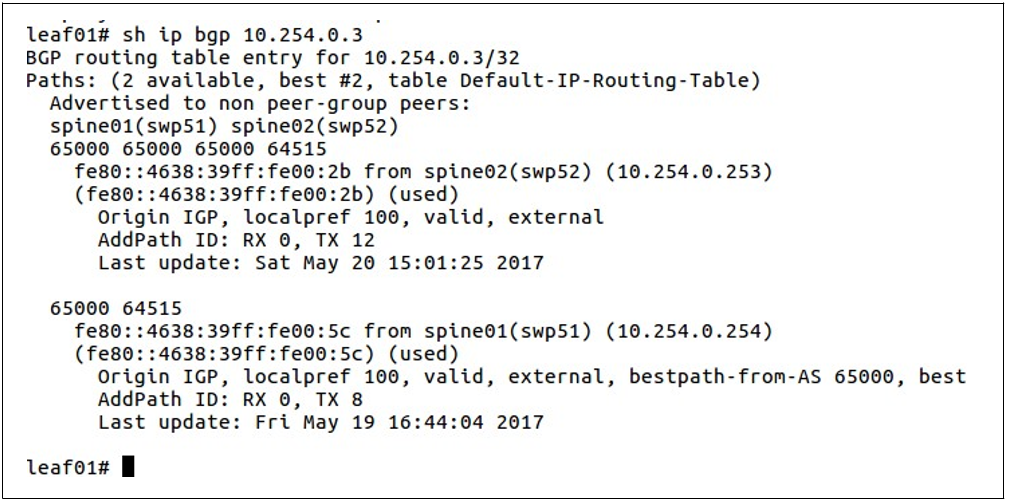 leaf01# sh ip bgp 10.254.0.3
BGP routing table entry for 10.254.0.3/32
Paths: (2 available, best #2, table Default-IP-Routing-Table)
  Advertised to non peer-group peers:
  spine01(swp51) spine02(swp52)
  65000 65000 65000 64515
    fe80::4638:39ff:fe00:2b from spine02(swp52) (10.254.0.253)
    (fe80::4638:39ff:fe00:2b) (used)
      Origin IGP, localpref 100, valid, external
      AddPath ID: RX 0, TX 12
      Last update: Sat May 20 15:01:25 2017
  65000 64515
    fe80::4638:39ff:fe00:5c from spine01(swp51) (10.254.0.254)
    (fe80::4638:39ff:fe00:5c) (used)
      Origin IGP, localpref 100, valid, external, bestpath-from-AS 65000, best
      AddPath ID: RX 0, TX 8
      Last update: Fri May 19 16:44:04 2017
leaf01#